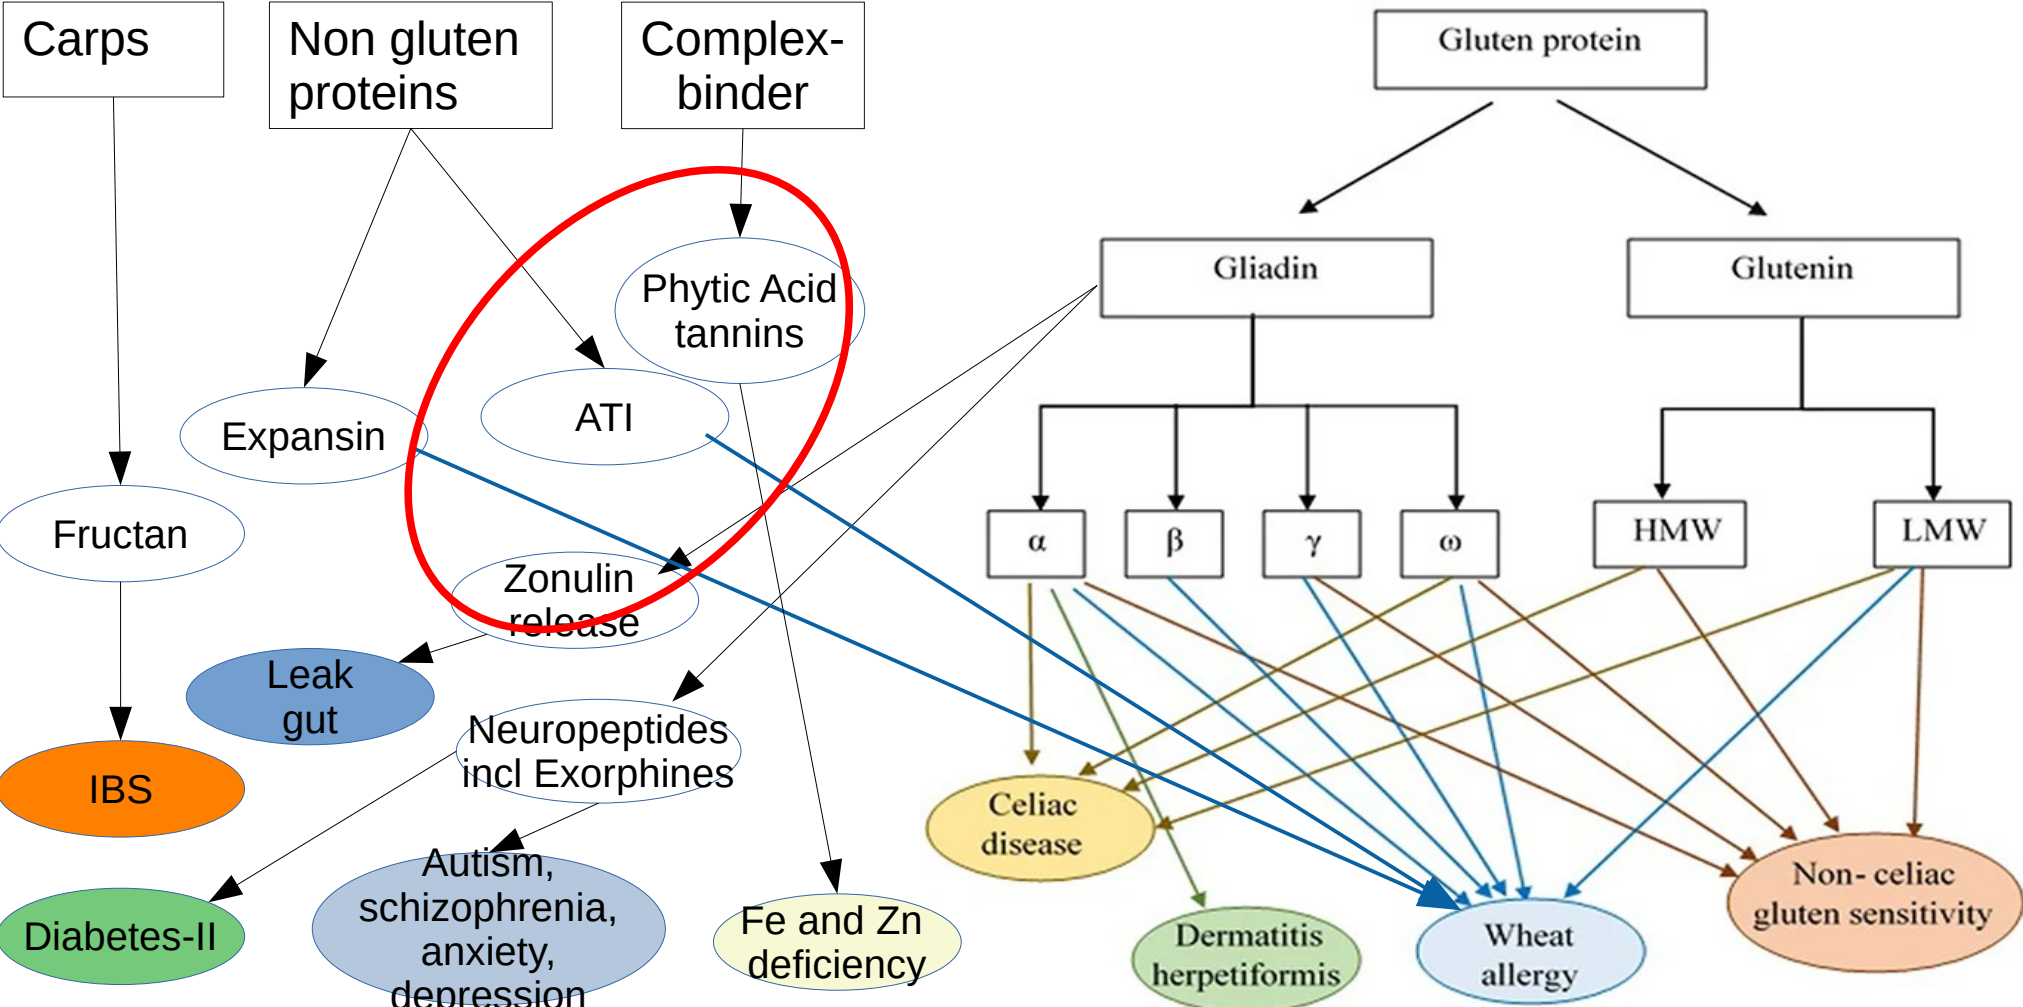 Carps
Non gluten
proteins
Complex-
binder
Gluten protein
Phytic Acid
tannins
Gliadin
Glutenin
Expansin
ATI
Fructan
Zonulin
release
α
β
γ
ω
HMW
LMW
Leak
gut
Neuropeptides
incl Exorphines
IBS
Celiac
disease
Autism,
schizophrenia,
anxiety,
depression
Diabetes-II
Fe and Zn
deficiency
Dermatitis
herpetiformis
Wheat
allergy
Non- celiac
gluten sensitivity